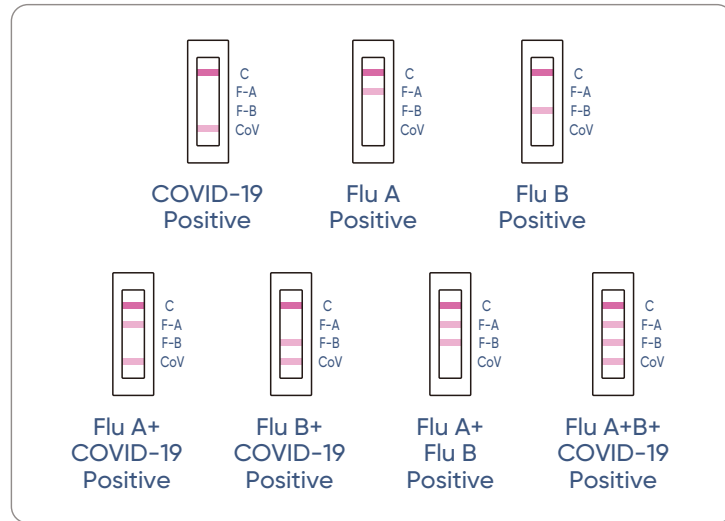 C
F-A
F-B
CoV
COVID-19
Positive
C
F-A
F-B
CoV
Flu A
Positive
C
F-A
F-B
CoV
Flu B
Positive
C
F-A
F-B
CoV
Flu A+
COVID-19
Positive
C
F-A
F-B
CoV
Flu B+
COVID-19
Positive
C
F-A
F-B
CoV
Flu A+
Flu B
Positive
C
F-A
F-B
CoV
Flu A+B+
COVID-19
Positive